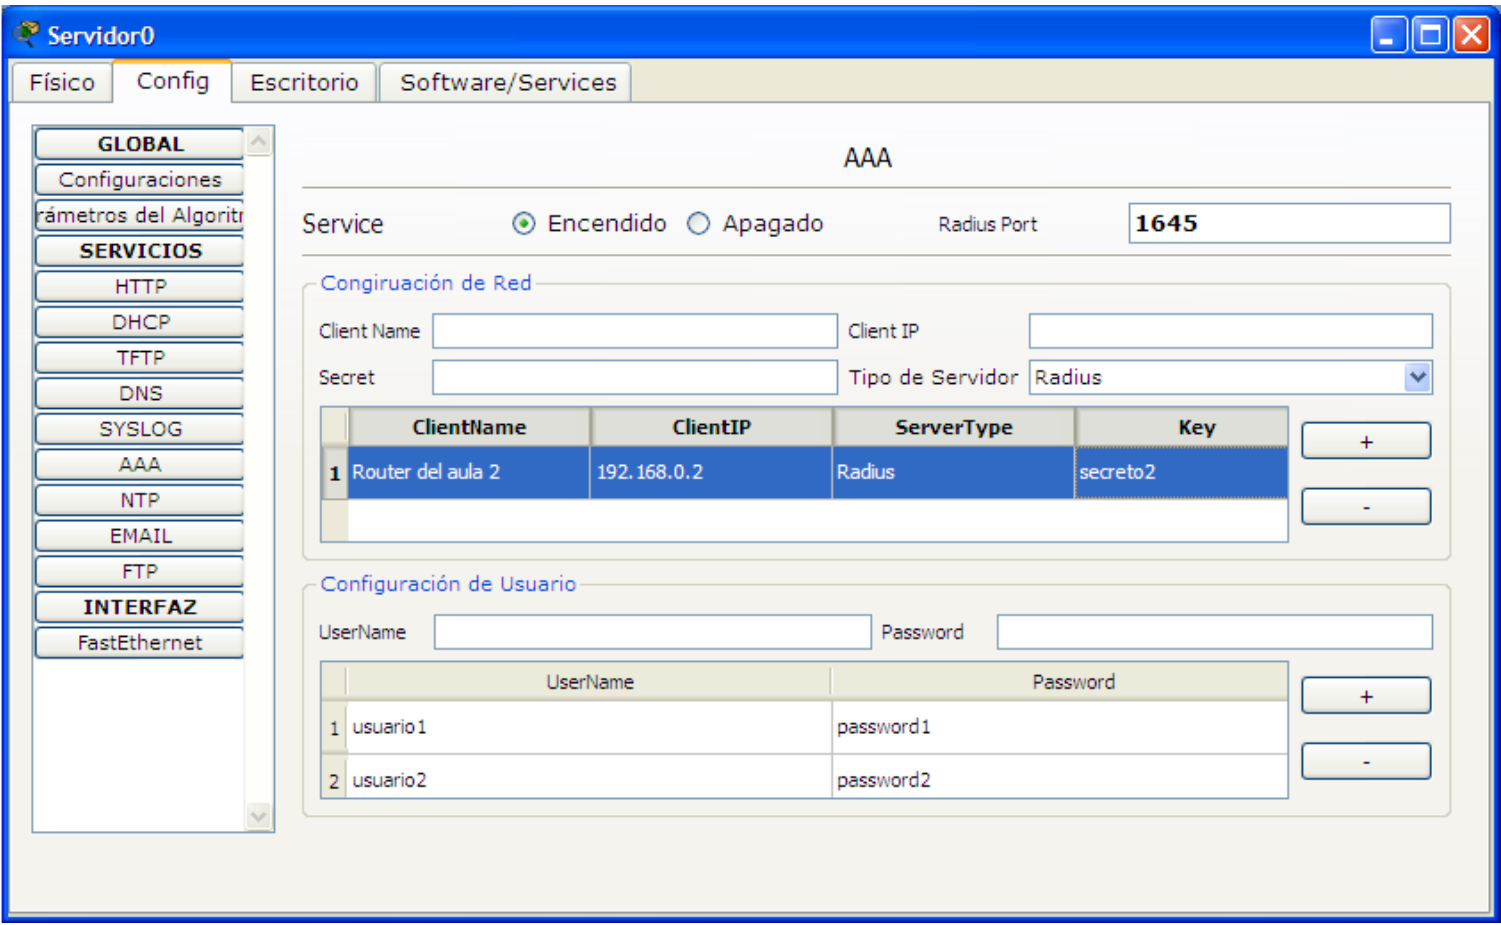 Servidor0
Físico Config Escritorio Software/Services
GLOBAL
Configuraciones
rámetros del Algorit
SERVICIOS
HTTP
DHCP
TFTP
DNS
SYSLOG
AAA
NTP
EMAIL
FTP
INTERFAZ
FastEthernet
AAA
Service Encendido Apagado Radius Port 1645
Congiruación de Red
Client Name Client IP
Secret Tipo de Servidor Radius
ClientName ClientIP ServerType Key
1 Router del aula 2 192.168.0.2 Radius secreto2
+
-
Configuración de Usuario
UserName Password
UserName Password
1 usuario1 password1
2 usuario2 password2
+
-